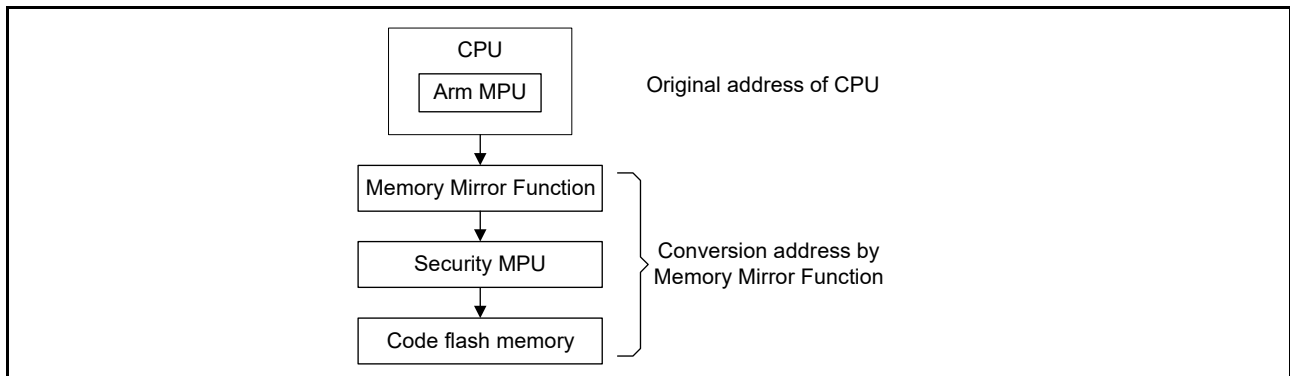 CPU
Arm MPU
Original address of CPU
Memory Mirror Function
Security MPU
Conversion address by
Memory Mirror Function
Code flash memory